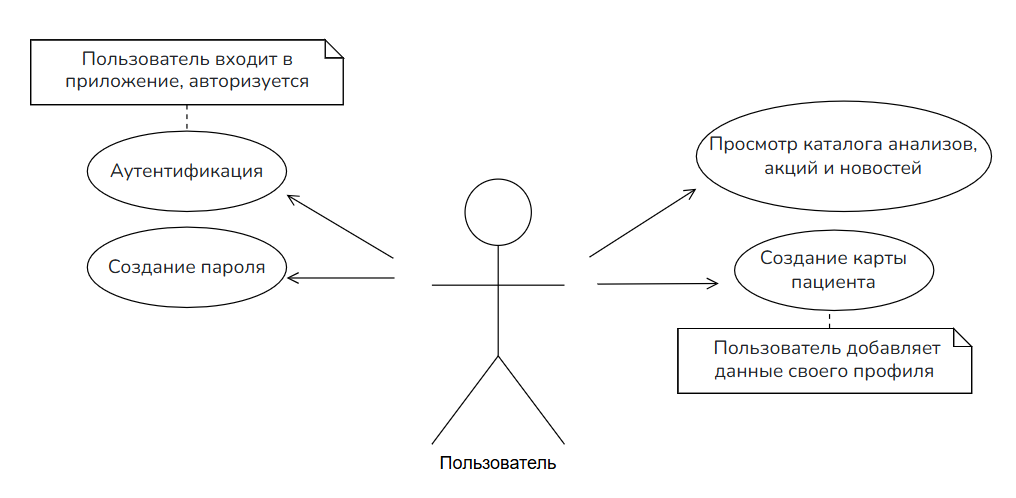 Пользователь входит в
приложение, авторизуется
Аутентификация
Создание пароля
Просмотр каталога анализов,
акций и новостей
Создание карты
пациента
Пользователь добавляет
данные своего профиля
Пользователь